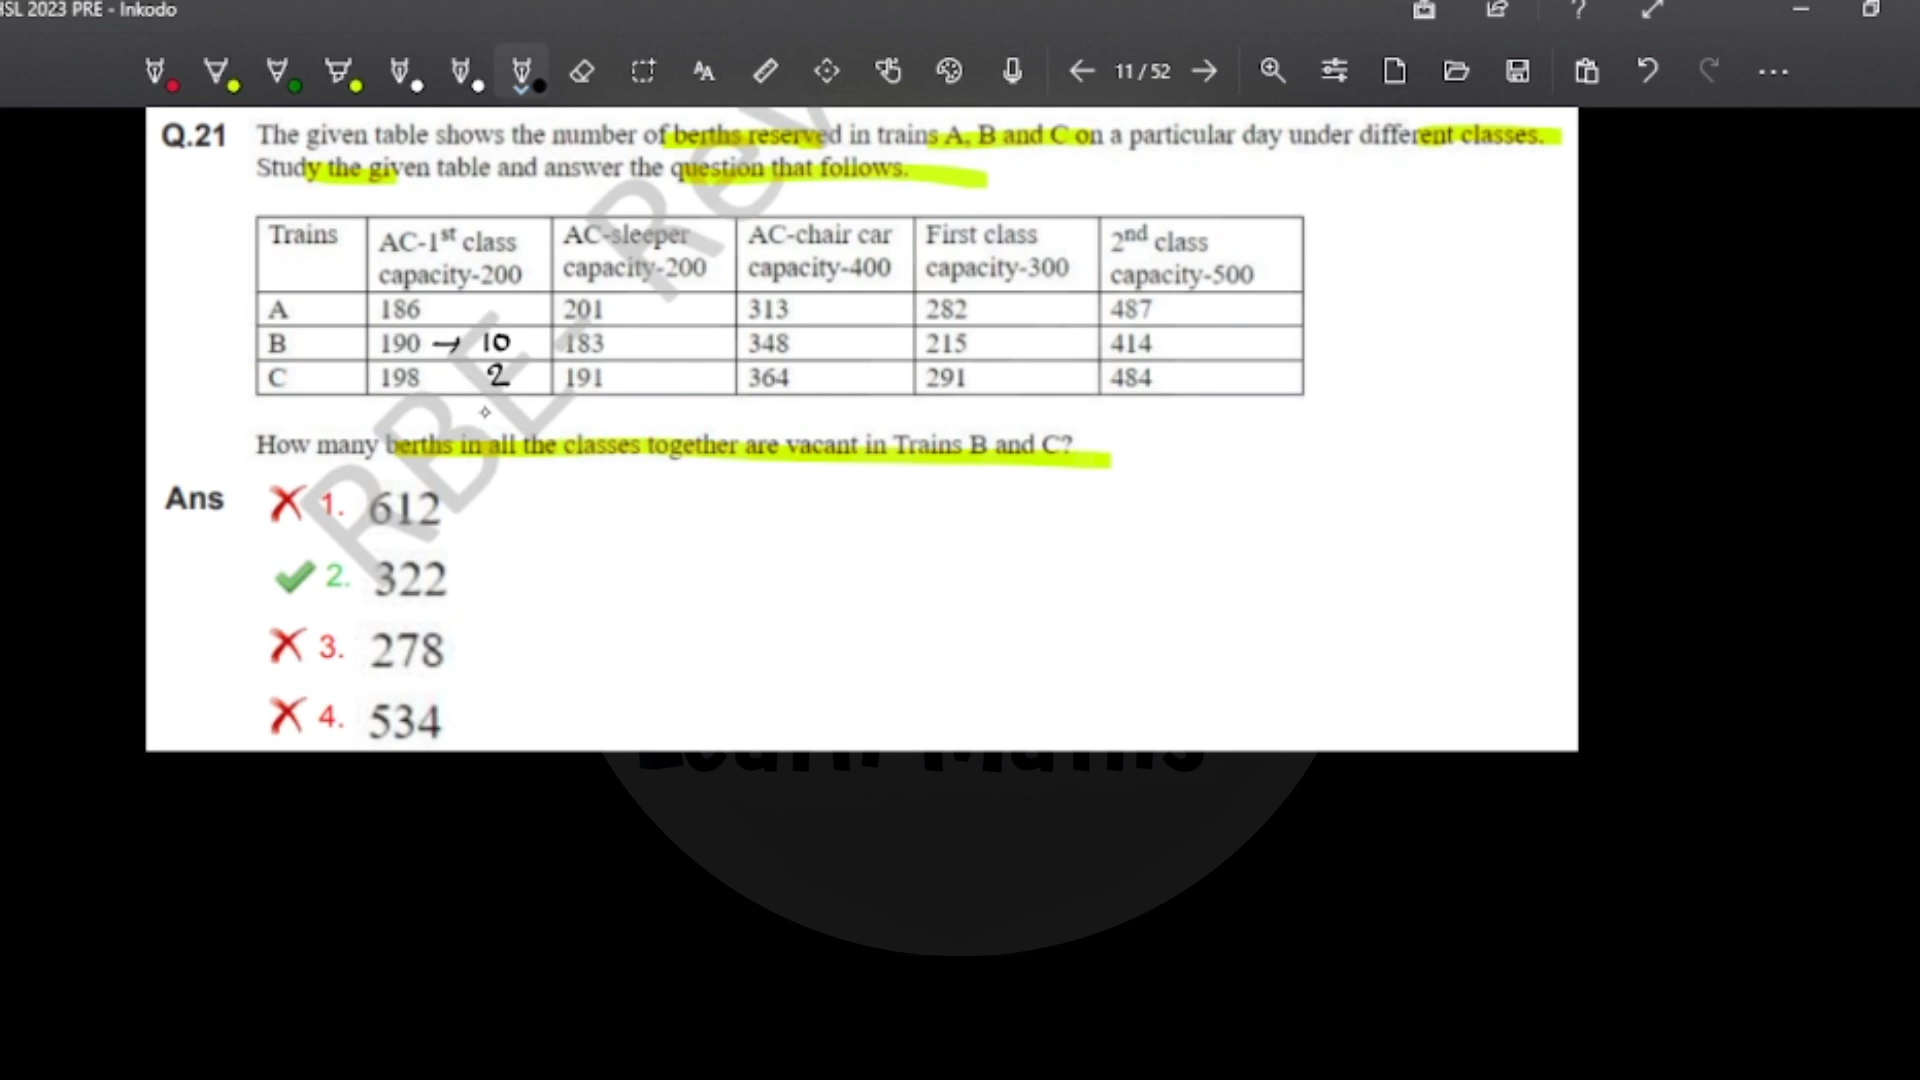 HSL 2023 PRE - Inkodo
11 / 52
Q.21 The given table shows the number of berths reserved in trains A, B and C on a particular day under different classes.
Study the given table and answer the question that follows.
Trains AC-1st class capacity-200 AC-sleeper capacity-200 AC-chair car capacity-400 First class capacity-300 2nd class capacity-500
A 186 201 313 282 487
B 190 → 10 183 348 215 414
C 198 2 191 364 291 484
How many berths in all the classes together are vacant in Trains B and C?
Ans 1. 612
2. 322
3. 278
4. 534
Learn Maths
RBE - Rev